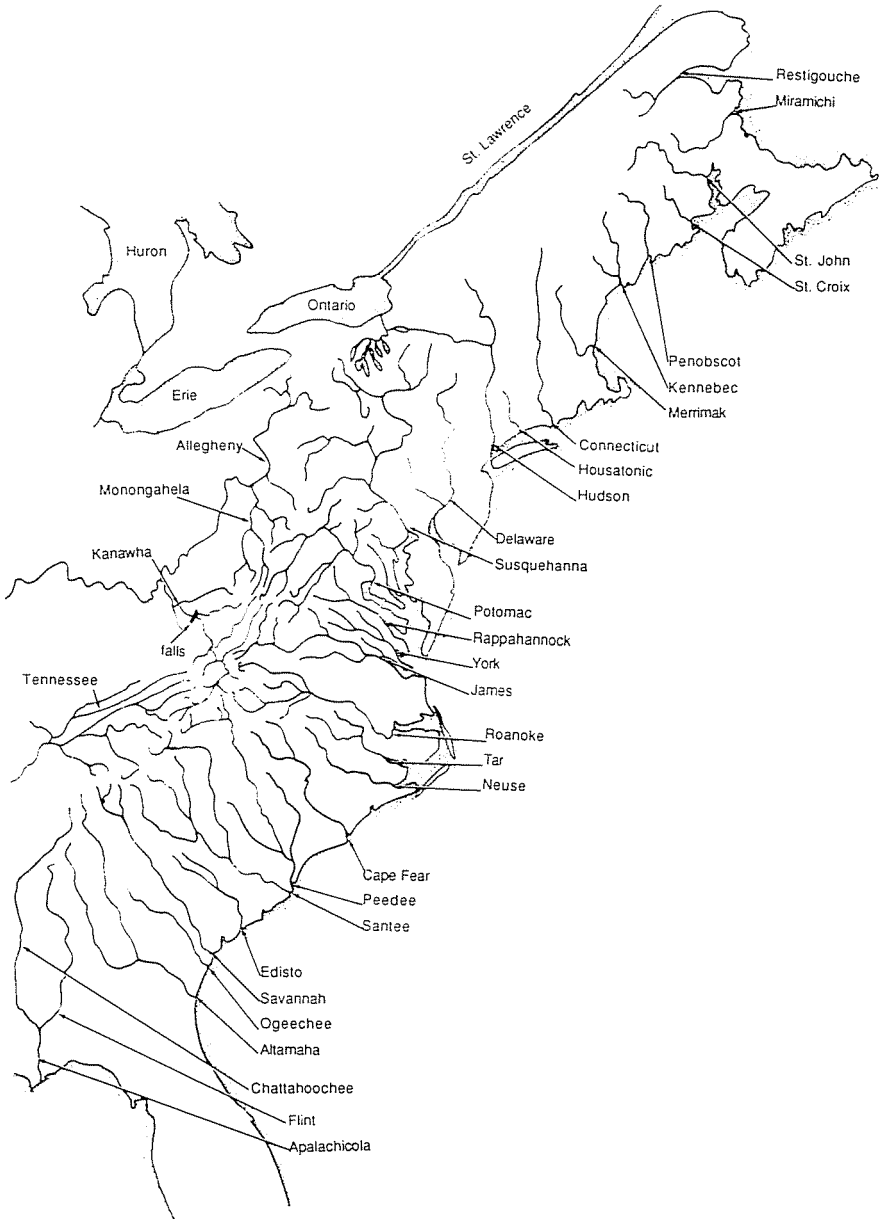 Restigouche
Miramichi
St. Lawrence
Huron
St. John
St. Croix
Ontario
Penobscot
Kennebec
Erie
Merrimak
Allegheny
Connecticut
Housatonic
Monongahela
Hudson
Delaware
Kanawha
Susquehanna
Potomac
Rappahannock
falls
York
Tennessee
James
Roanoke
Tar
Neuse
Cape Fear
Peedee
Santee
Edisto
Savannah
Ogeechee
Altamaha
Chattahoochee
Flint
Apalachicola